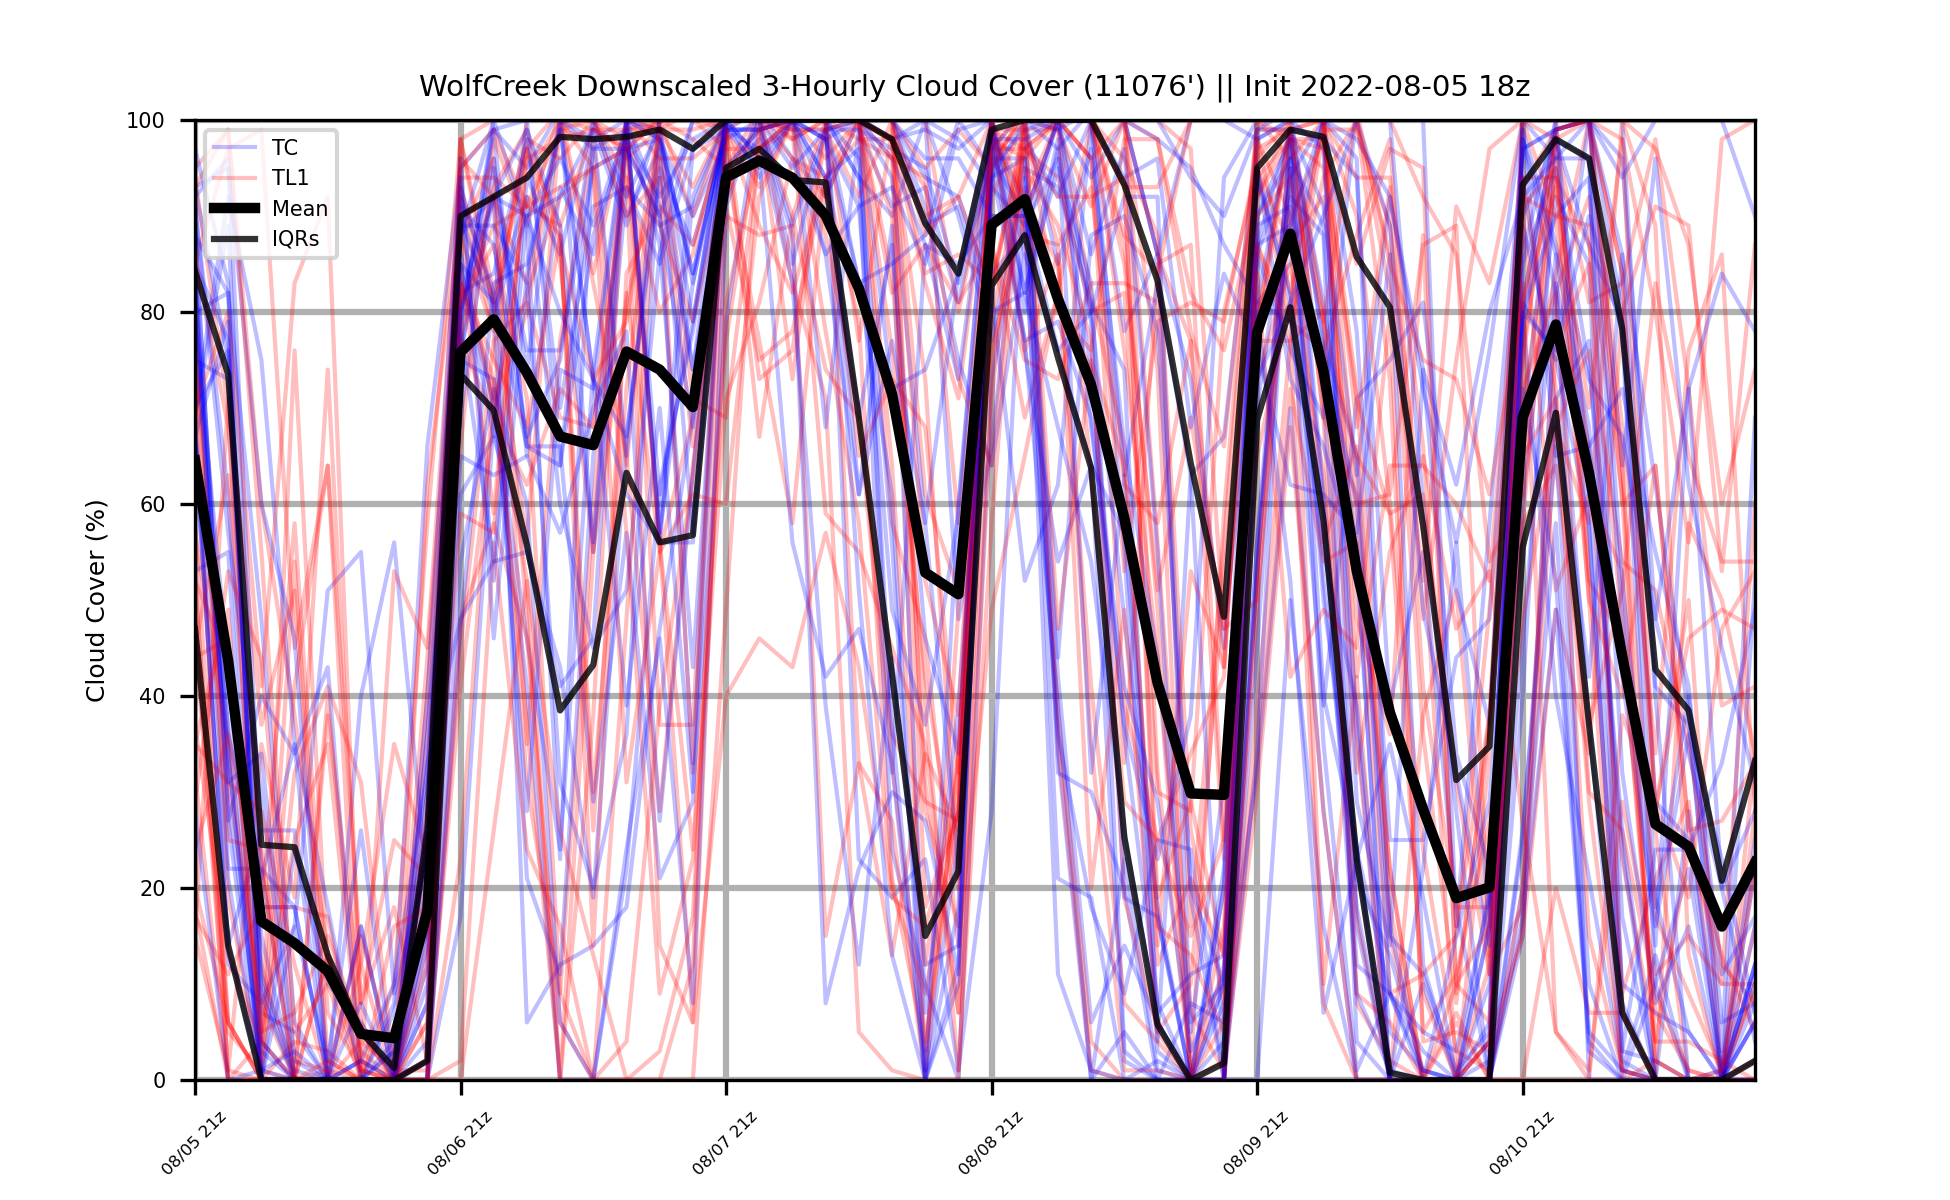 WolfCreek Downscaled 3-Hourly Cloud Cover (11076') || Init 2022-08-05 18z
TC
TL1
Mean
IQRs
Cloud Cover (%)
100
80
60
40
20
0
08/05 21z
08/06 21z
08/07 21z
08/08 21z
08/09 21z
08/10 21z